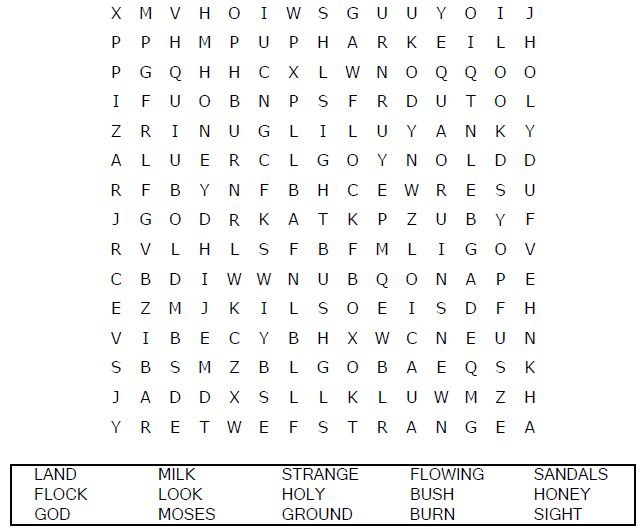 X M V H O I W S G U U Y O I J
P P H M P U P H A R K E I L H
P G Q H H C X L W N O Q Q O O
I F U O B N P S F R D U T O L
Z R I N U G L I L U Y A N K Y
A L U E R C L G O Y N O L D D
R F B Y N F B H C E W R E S U
J G O D R K A T K P Z U B Y F
R V L H L S F B F M L I G O V
C B D I W W N U B Q O N A P E
E Z M J K I L S O E I S D F H
V I B E C Y B H X W C N E U N
S B S M Z B L G O B A E Q S K
J A D D X S L L K L U W M Z H
Y R E T W E F S T R A N G E A
LAND MILK STRANGE FLOWING SANDALS
FLOCK LOOK HOLY BUSH HONEY
GOD MOSES GROUND BURN SIGHT